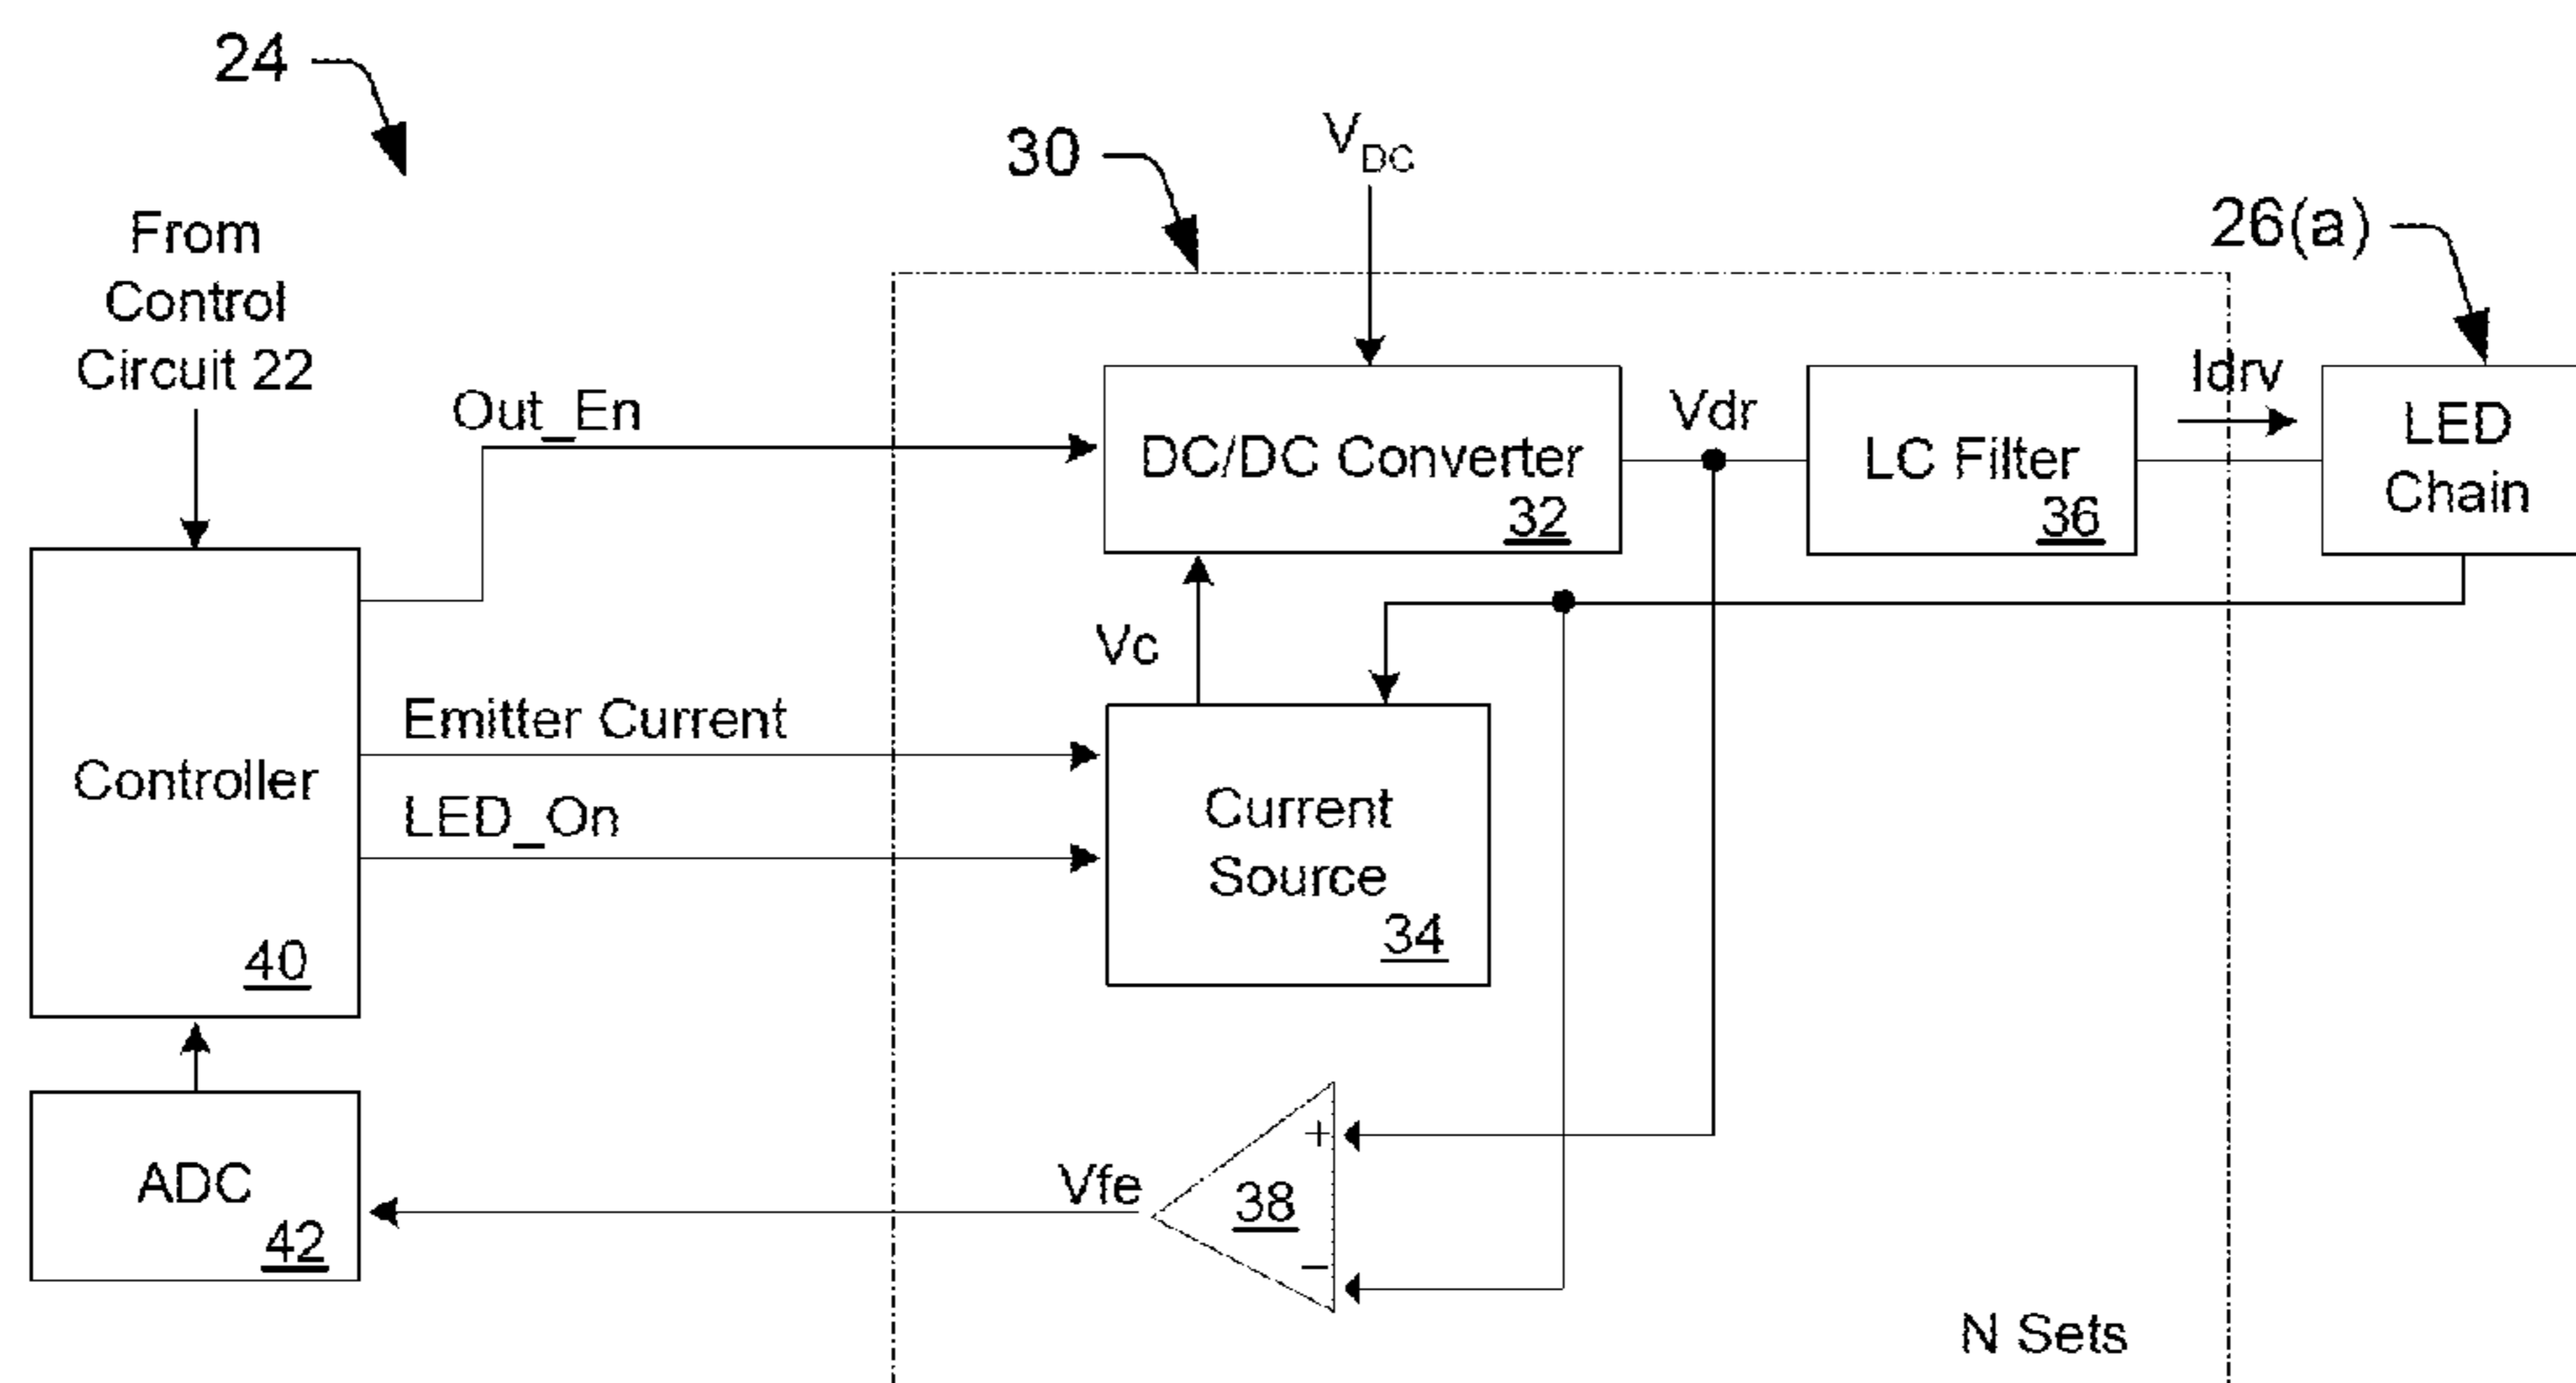 24
30
V_DC
26(a)
From
Control
Circuit 22
Out_En
DC/DC Converter
32
Vdr
LC Filter
36
Idrv
LED
Chain
Vc
Emitter Current
LED_On
Controller
40
Current
Source
34
ADC
42
Vfe
+
38
−
N Sets